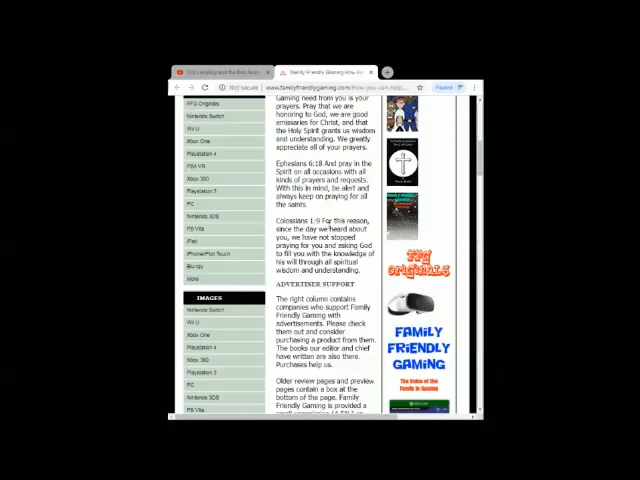 Family Friendly Gaming How
Not secure
www.familyfriendlygaming.com/How-you-can-help...
Paused
FFG Originals
Nintendo Switch
Wii U
Xbox One
Playstation 4
PS4 VR
Xbox 360
Playstation 3
PC
Nintendo 3DS
PS Vita
iPad
iPhone/iPod Touch
Blu-ray
More
IMAGES
Nintendo Switch
Wii U
Xbox One
Playstation 4
Xbox 360
Playstation 3
PC
Nintendo 3DS
PS Vita
Gaming need from you is your
prayers. Pray that we are
honoring to God, we are good
emissaries for Christ, and that
the Holy Spirit grants us wisdom
and understanding. We greatly
appreciate all of your prayers.
Ephesians 6:18 And pray in the
Spirit on all occasions with all
kinds of prayers and requests.
With this in mind, be alert and
always keep on praying for all
the saints.
Colossians 1:9 For this reason,
since the day we heard about
you, we have not stopped
praying for you and asking God
to fill you with the knowledge of
his will through all spiritual
wisdom and understanding.
ADVERTISER SUPPORT
The right column contains
companies who support Family
Friendly Gaming with
advertisements. Please check
them out and consider
purchasing a product from them.
The books our editor and chief
have written are also there.
Purchases help us.
Older review pages and preview
pages contain a box at the
bottom of the page. Family
Friendly Gaming is provided a
FFG
ORIGINALS
FAMILY
FRIENDLY
GAMING
The Voice of the
Family in Gaming